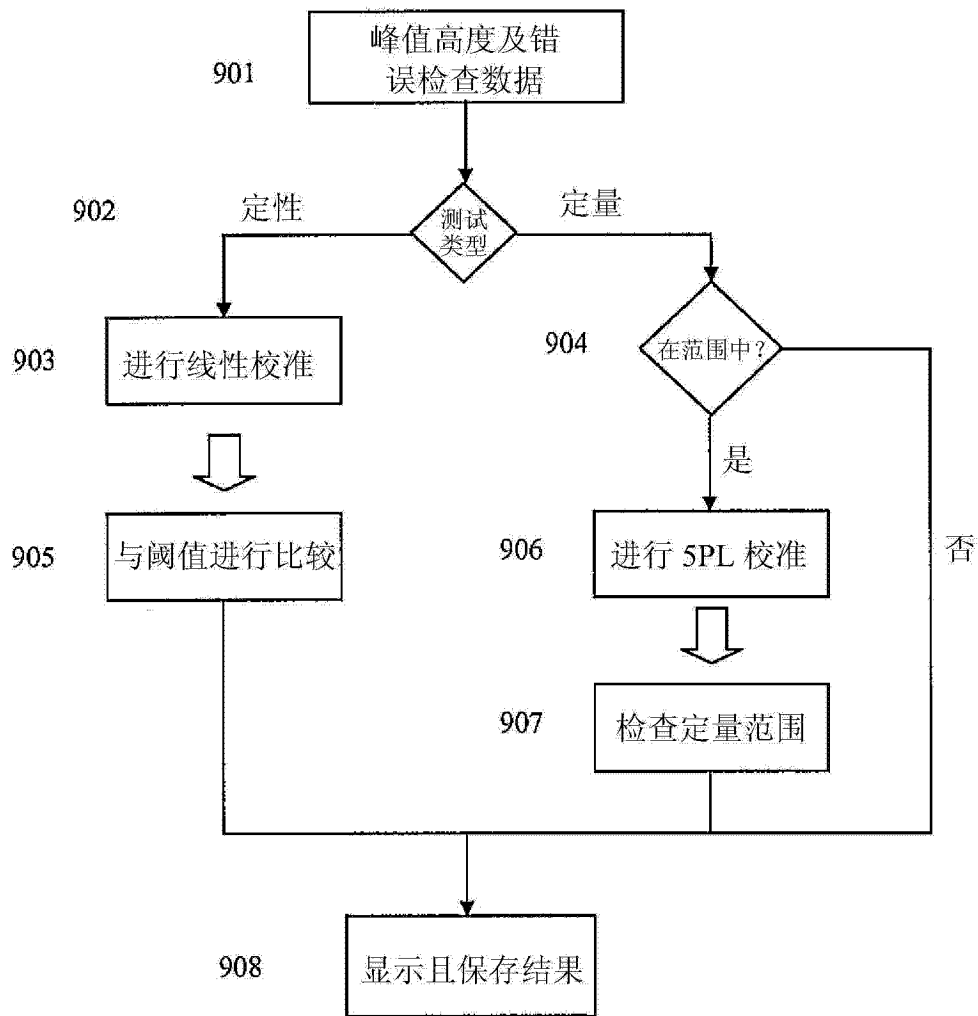 峰值高度及错
误检查数据
901
902
定性
测试
类型
定量
903
进行线性校准
904
在范围中?
是
905
与阈值进行比较
906
进行 5PL 校准
否
907
检查定量范围
908
显示且保存结果